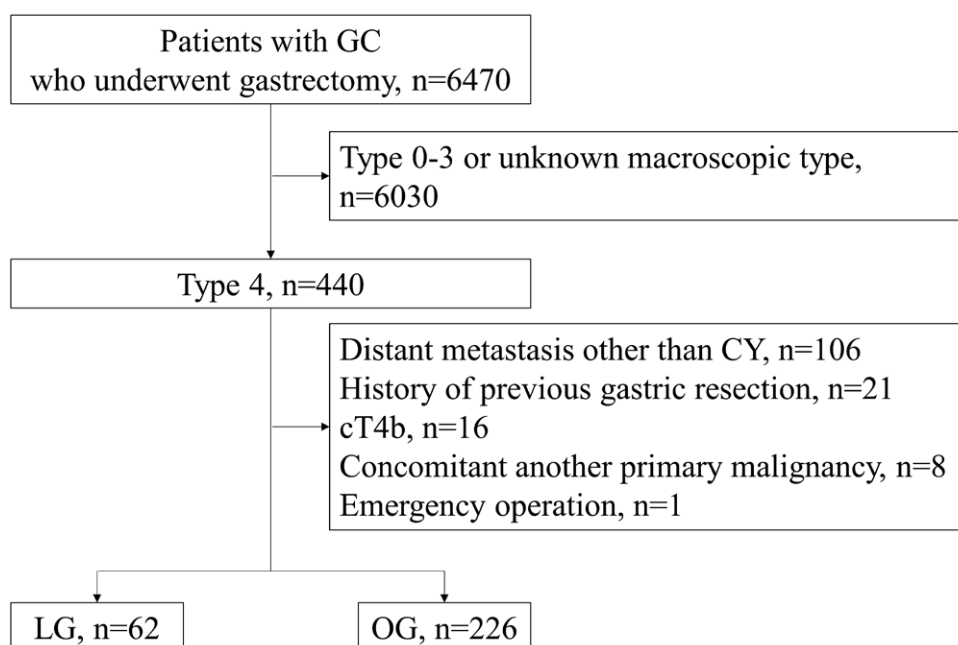 Patients with GC
who underwent gastrectomy, n=6470
Type 0-3 or unknown macroscopic type,
n=6030
Type 4, n=440
Distant metastasis other than CY, n=106
History of previous gastric resection, n=21
cT4b, n=16
Concomitant another primary malignancy, n=8
Emergency operation, n=1
LG, n=62
OG, n=226